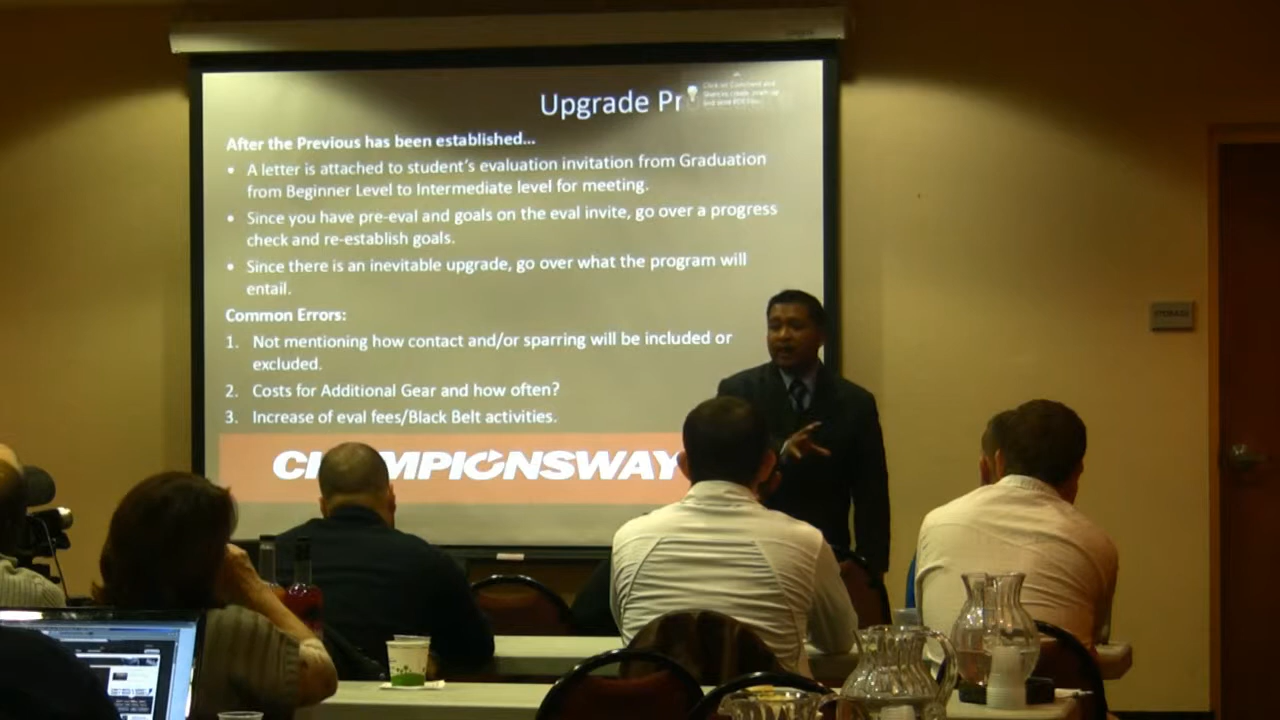 Upgrade Pr
After the Previous has been established...
• A letter is attached to student's evaluation invitation from Graduation
from Beginner Level to Intermediate level for meeting.
• Since you have pre-eval and goals on the eval invite, go over a progress
check and re-establish goals.
• Since there is an inevitable upgrade, go over what the program will
entail.
Common Errors:
1. Not mentioning how contact and/or sparring will be included or
excluded.
2. Costs for Additional Gear and how often?
3. Increase of eval fees/Black Belt activities.
CHAMPIONSWAY
STORAGE